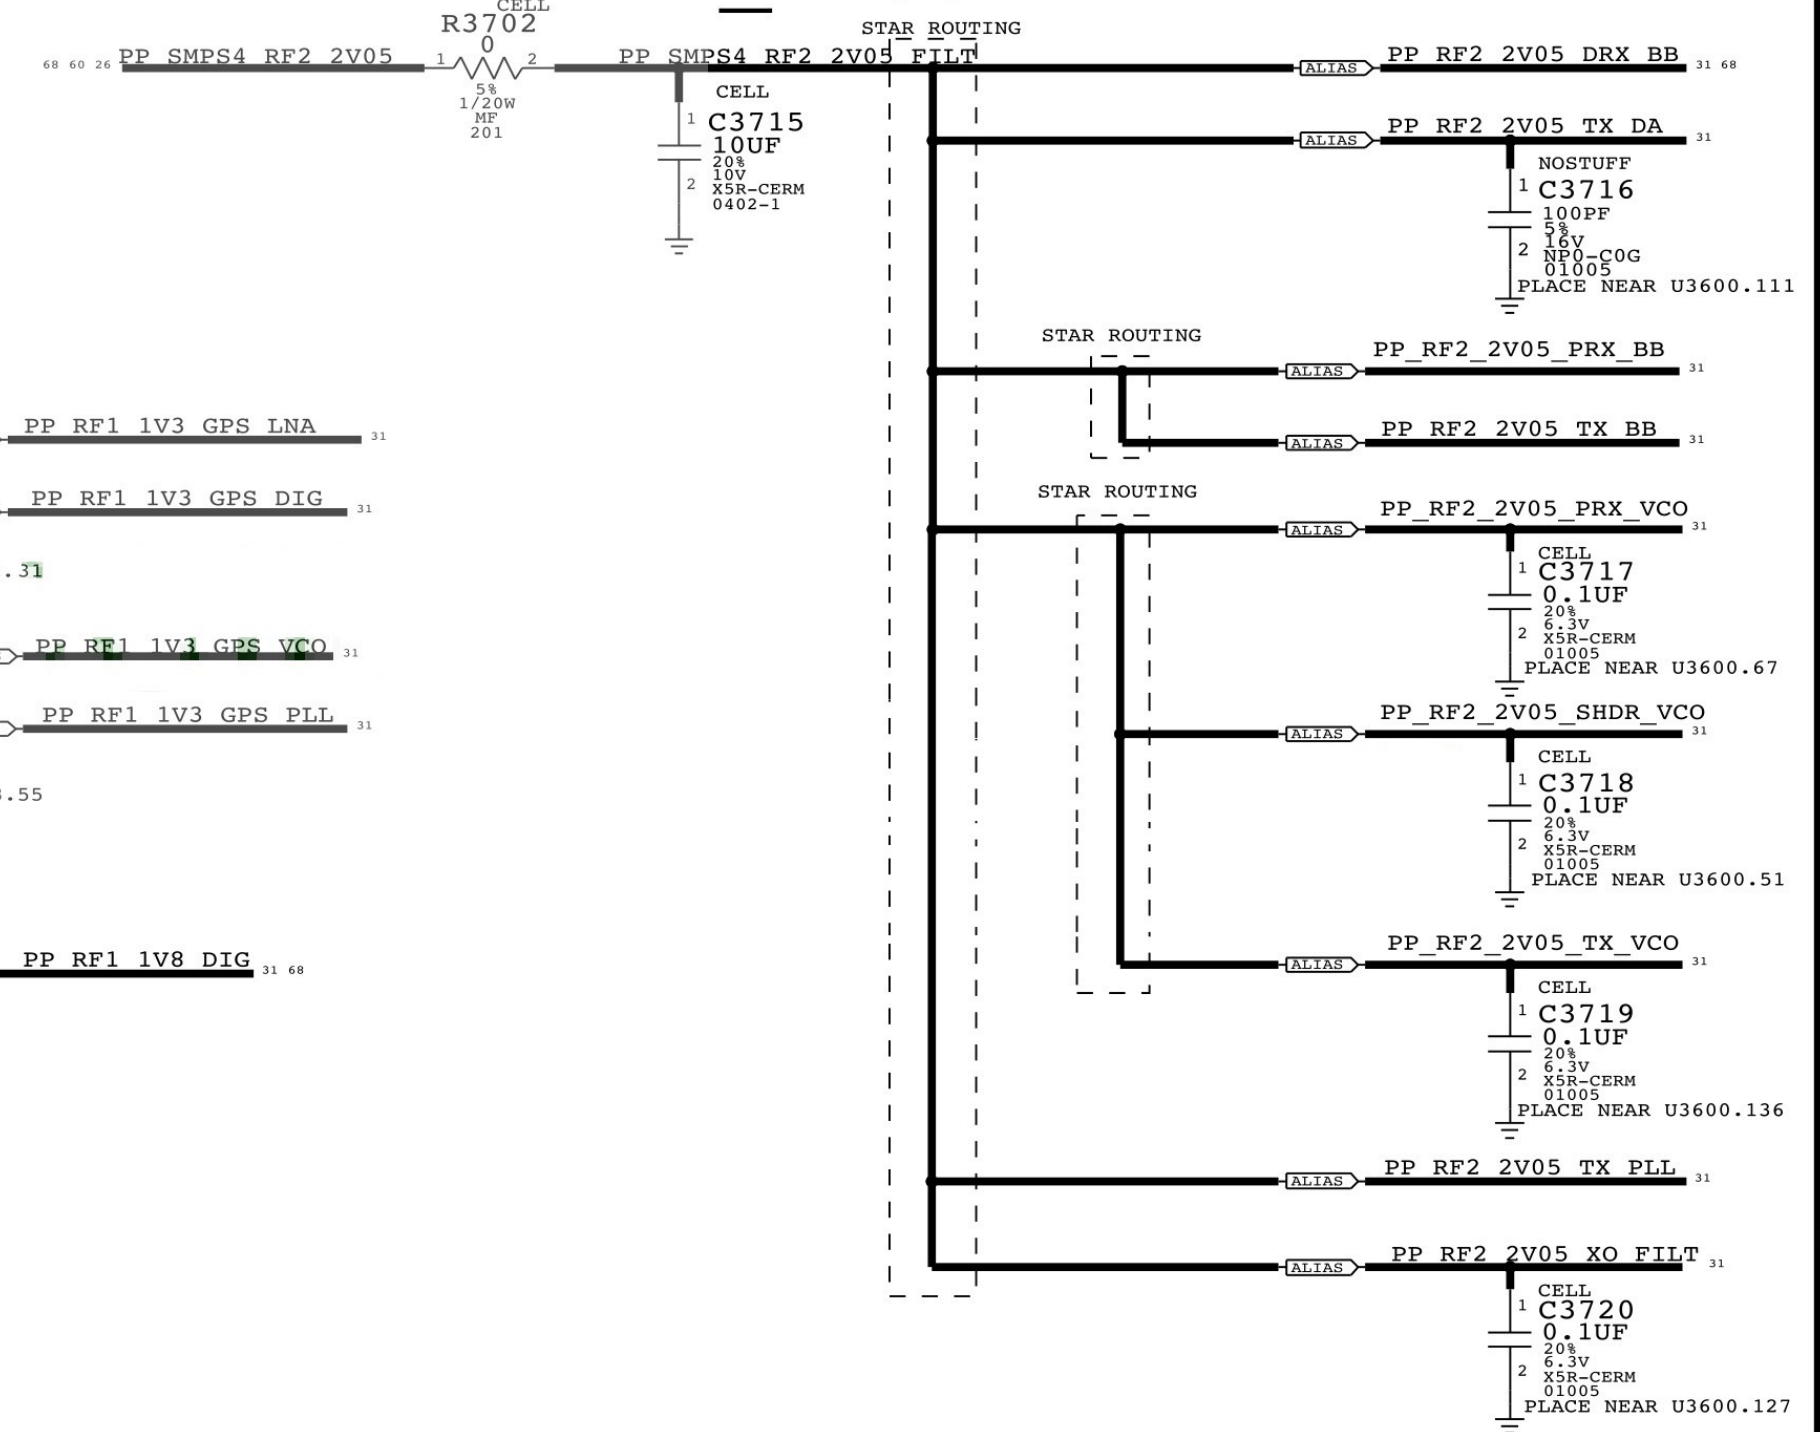 CELL
R3702
0
68 60 26 PP SMPS4 RF2 2V05 1 2
5%
1/20W
MF
201
PP SMPS4 RF2 2V05 FILT
CELL
1 C3715
10UF
20%
10V
2 X5R-CERM
0402-1
STAR ROUTING
ALIAS PP RF2 2V05 DRX BB 31 68
ALIAS PP RF2 2V05 TX DA 31
NOSTUFF
1 C3716
100PF
5%
16V
2 NP0-C0G
01005
PLACE NEAR U3600.111
STAR ROUTING
ALIAS PP_RF2_2V05_PRX_BB 31
ALIAS PP RF2 2V05 TX BB 31
STAR ROUTING
ALIAS PP_RF2_2V05_PRX_VCO 31
CELL
1 C3717
0.1UF
20%
6.3V
2 X5R-CERM
01005
PLACE NEAR U3600.67
ALIAS PP_RF2_2V05_SHDR_VCO 31
CELL
1 C3718
0.1UF
20%
6.3V
2 X5R-CERM
01005
PLACE NEAR U3600.51
ALIAS PP_RF2_2V05_TX_VCO 31
CELL
1 C3719
0.1UF
20%
6.3V
2 X5R-CERM
01005
PLACE NEAR U3600.136
ALIAS PP RF2 2V05 TX PLL 31
ALIAS PP RF2 2V05 XO FILT 31
CELL
1 C3720
0.1UF
20%
6.3V
2 X5R-CERM
01005
PLACE NEAR U3600.127
PP RF1 1V3 GPS LNA 31
PP RF1 1V3 GPS DIG 31
.31
PP RF1 1V3 GPS VCO 31
PP RF1 1V3 GPS PLL 31
.55
PP RF1 1V8 DIG 31 68